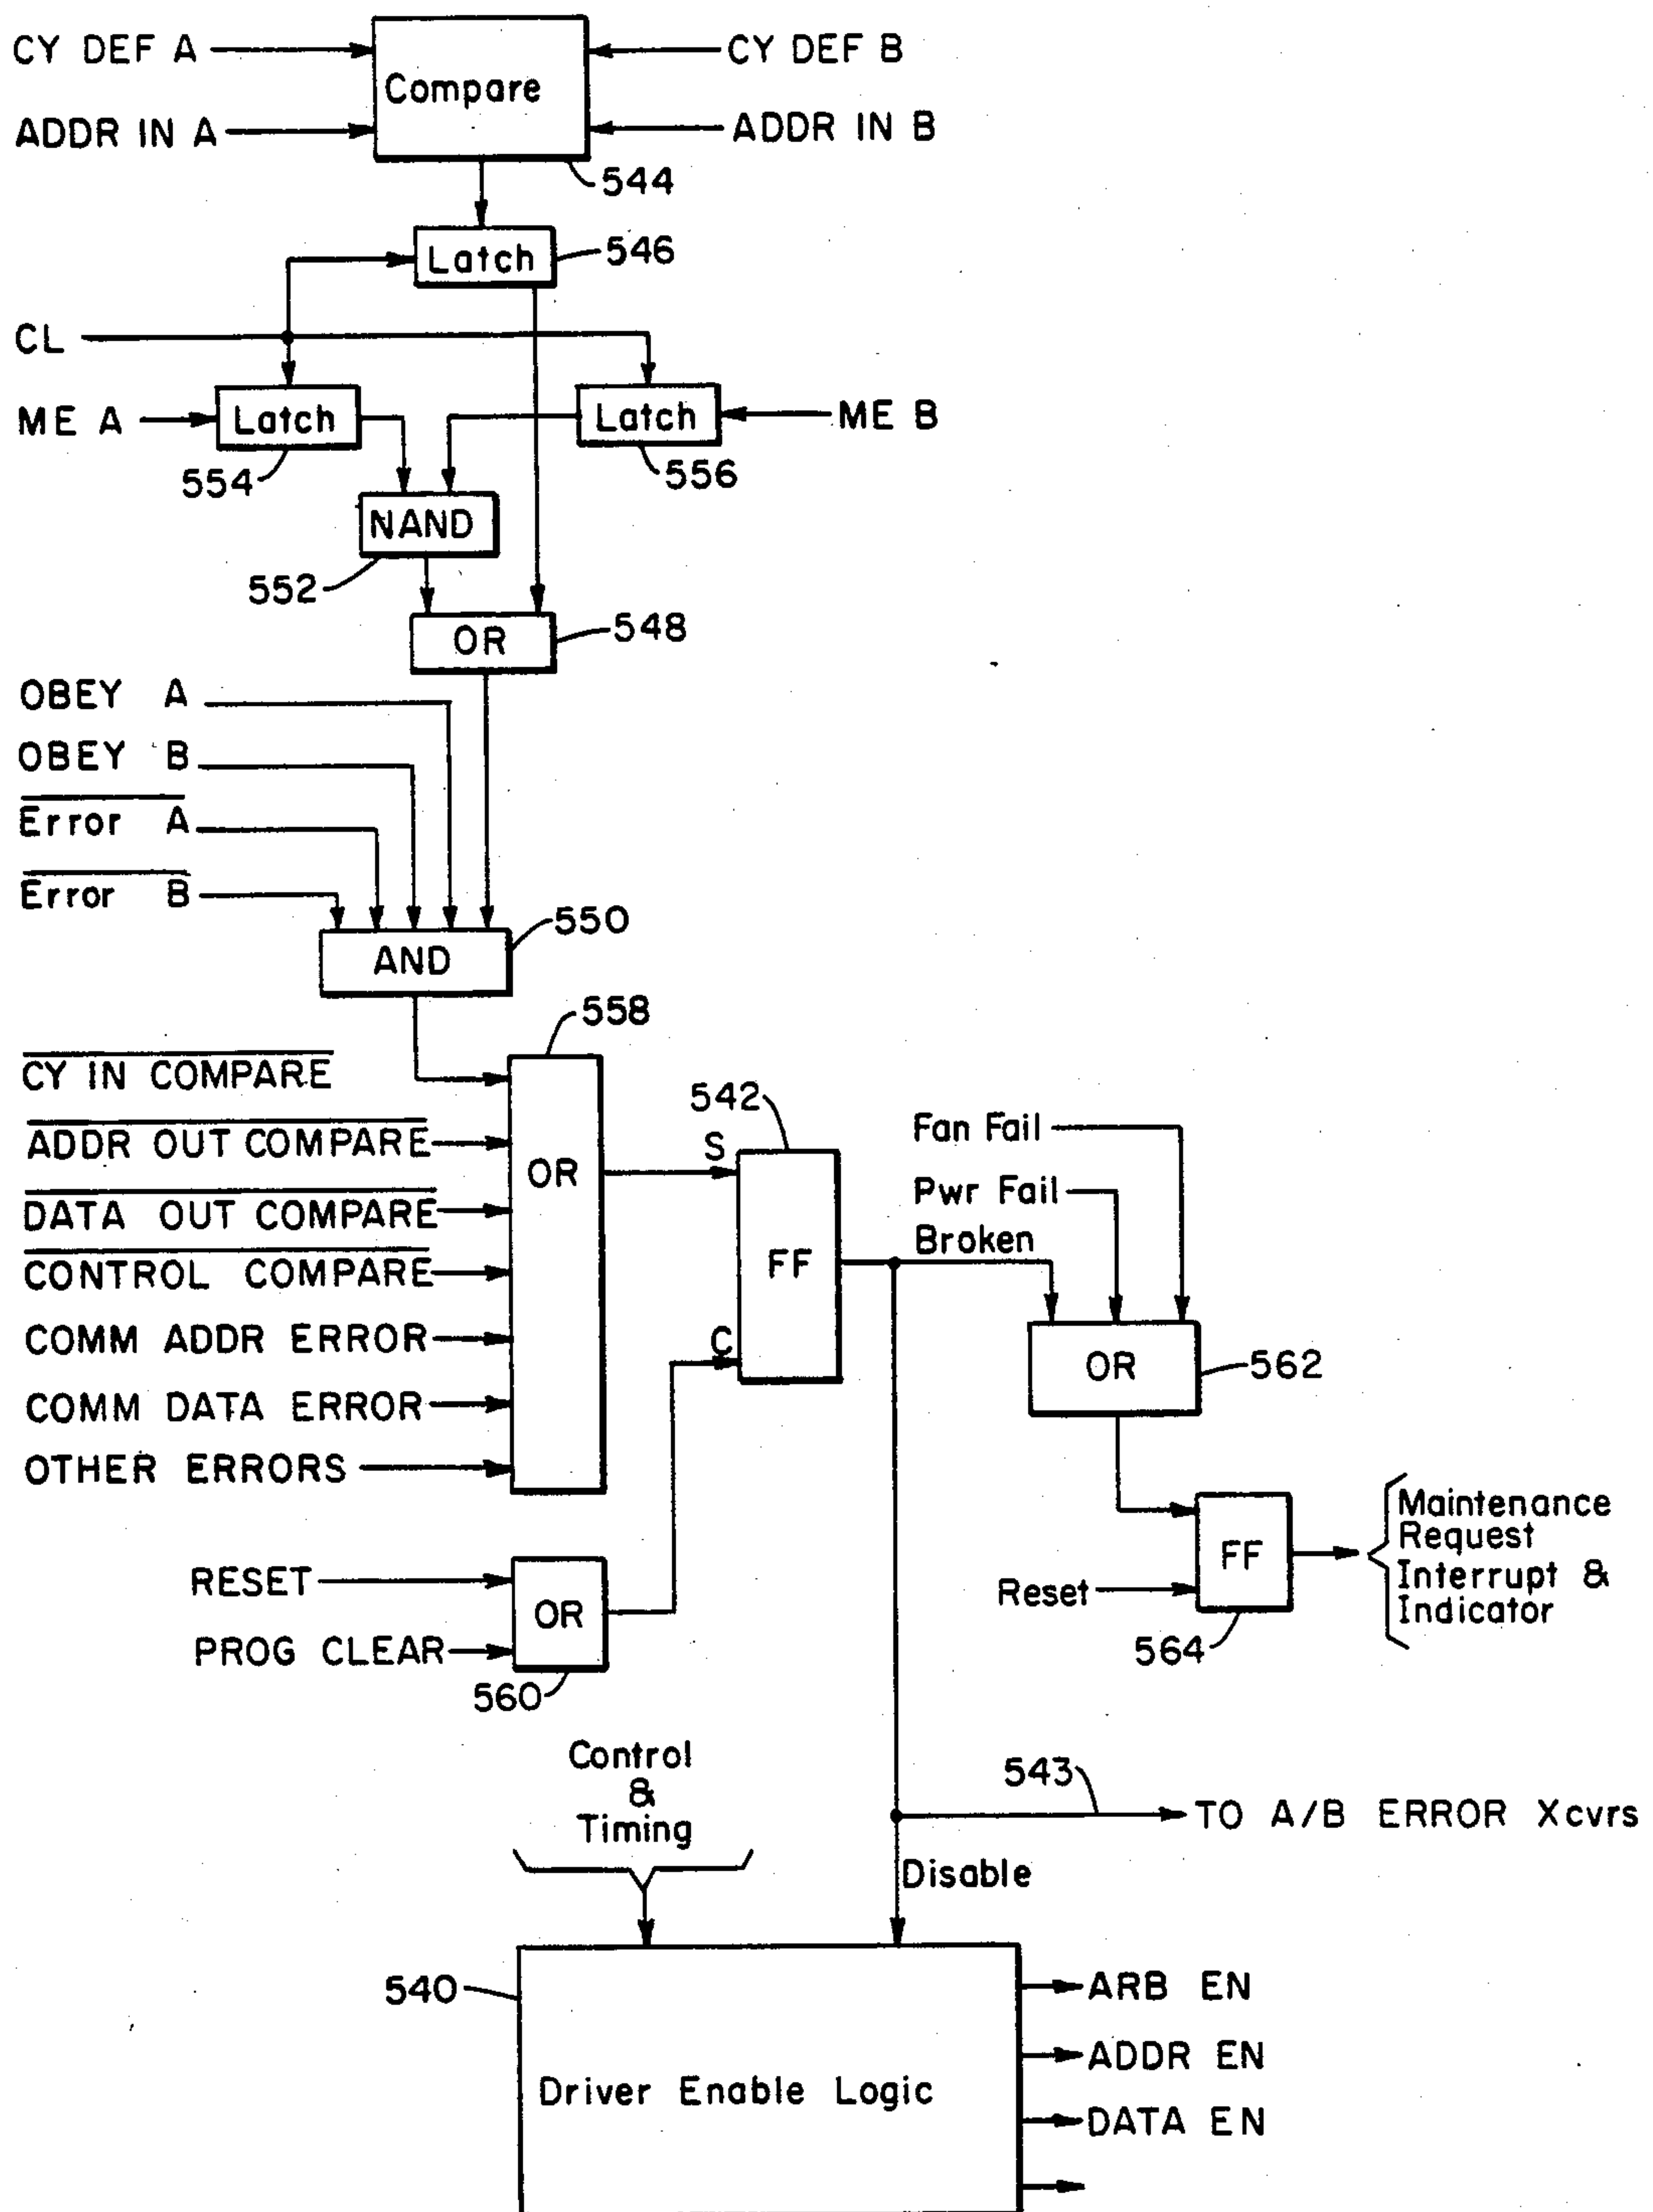 CY DEF A
CY DEF B
Compare
ADDR IN A
ADDR IN B
544
Latch
546
CL
ME A
Latch
Latch
ME B
554
556
NAND
552
OR
548
OBEY A
OBEY B
Error A
Error B
550
AND
558
CY IN COMPARE
ADDR OUT COMPARE
DATA OUT COMPARE
CONTROL COMPARE
COMM ADDR ERROR
COMM DATA ERROR
OTHER ERRORS
OR
542
S
FF
C
Fan Fail
Pwr Fail
Broken
OR
562
RESET
PROG CLEAR
OR
560
FF
Reset
564
Maintenance
Request
Interrupt &
Indicator
Control
&
Timing
543
TO A/B ERROR Xcvrs
Disable
540
Driver Enable Logic
ARB EN
ADDR EN
DATA EN